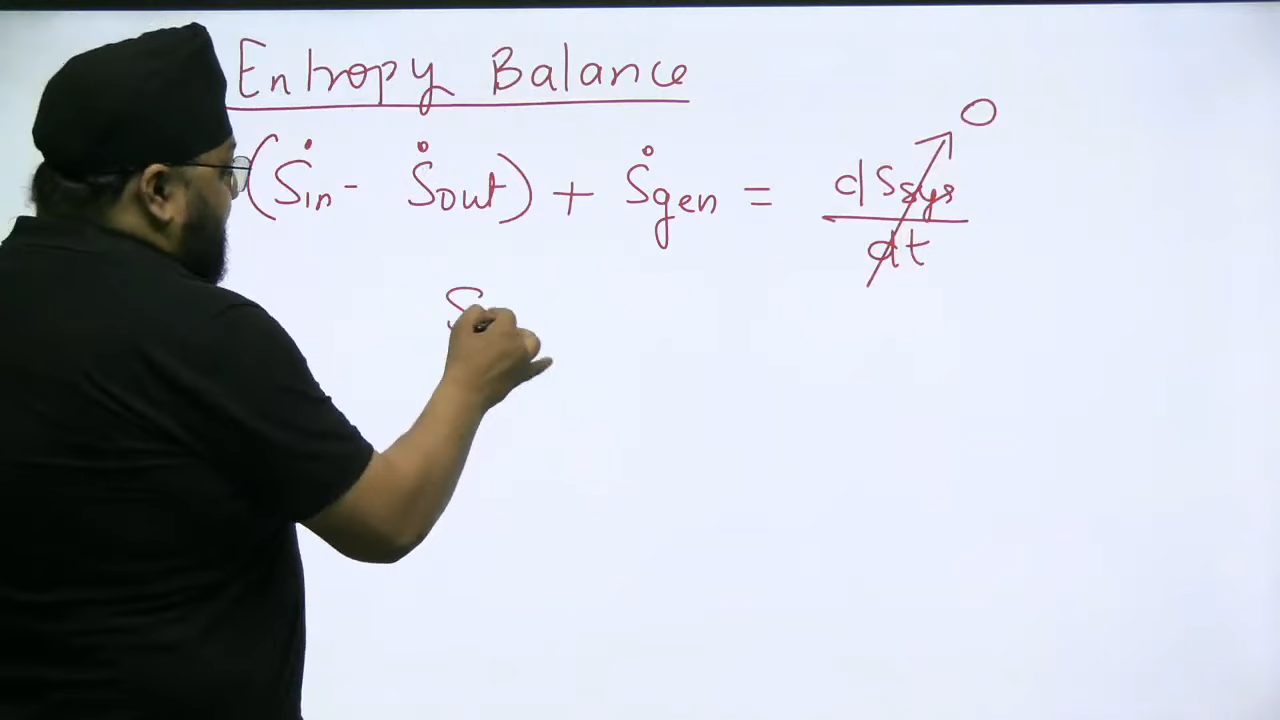 Entropy Balance
(Ṡin - Ṡout) + Ṡgen = dSsys/dt → 0
S